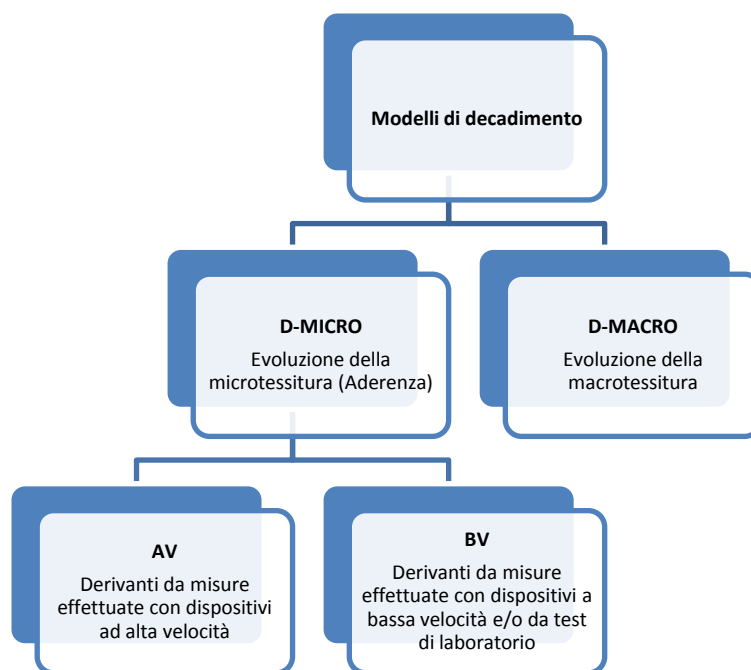 Modelli di decadimento
D-MICRO
Evoluzione della
microtessitura (Aderenza)
D-MACRO
Evoluzione della
macrotessitura
AV
Derivanti da misure
effettuate con dispositivi
ad alta velocità
BV
Derivanti da misure
effettuate con dispositivi a
bassa velocità e/o da test
di laboratorio